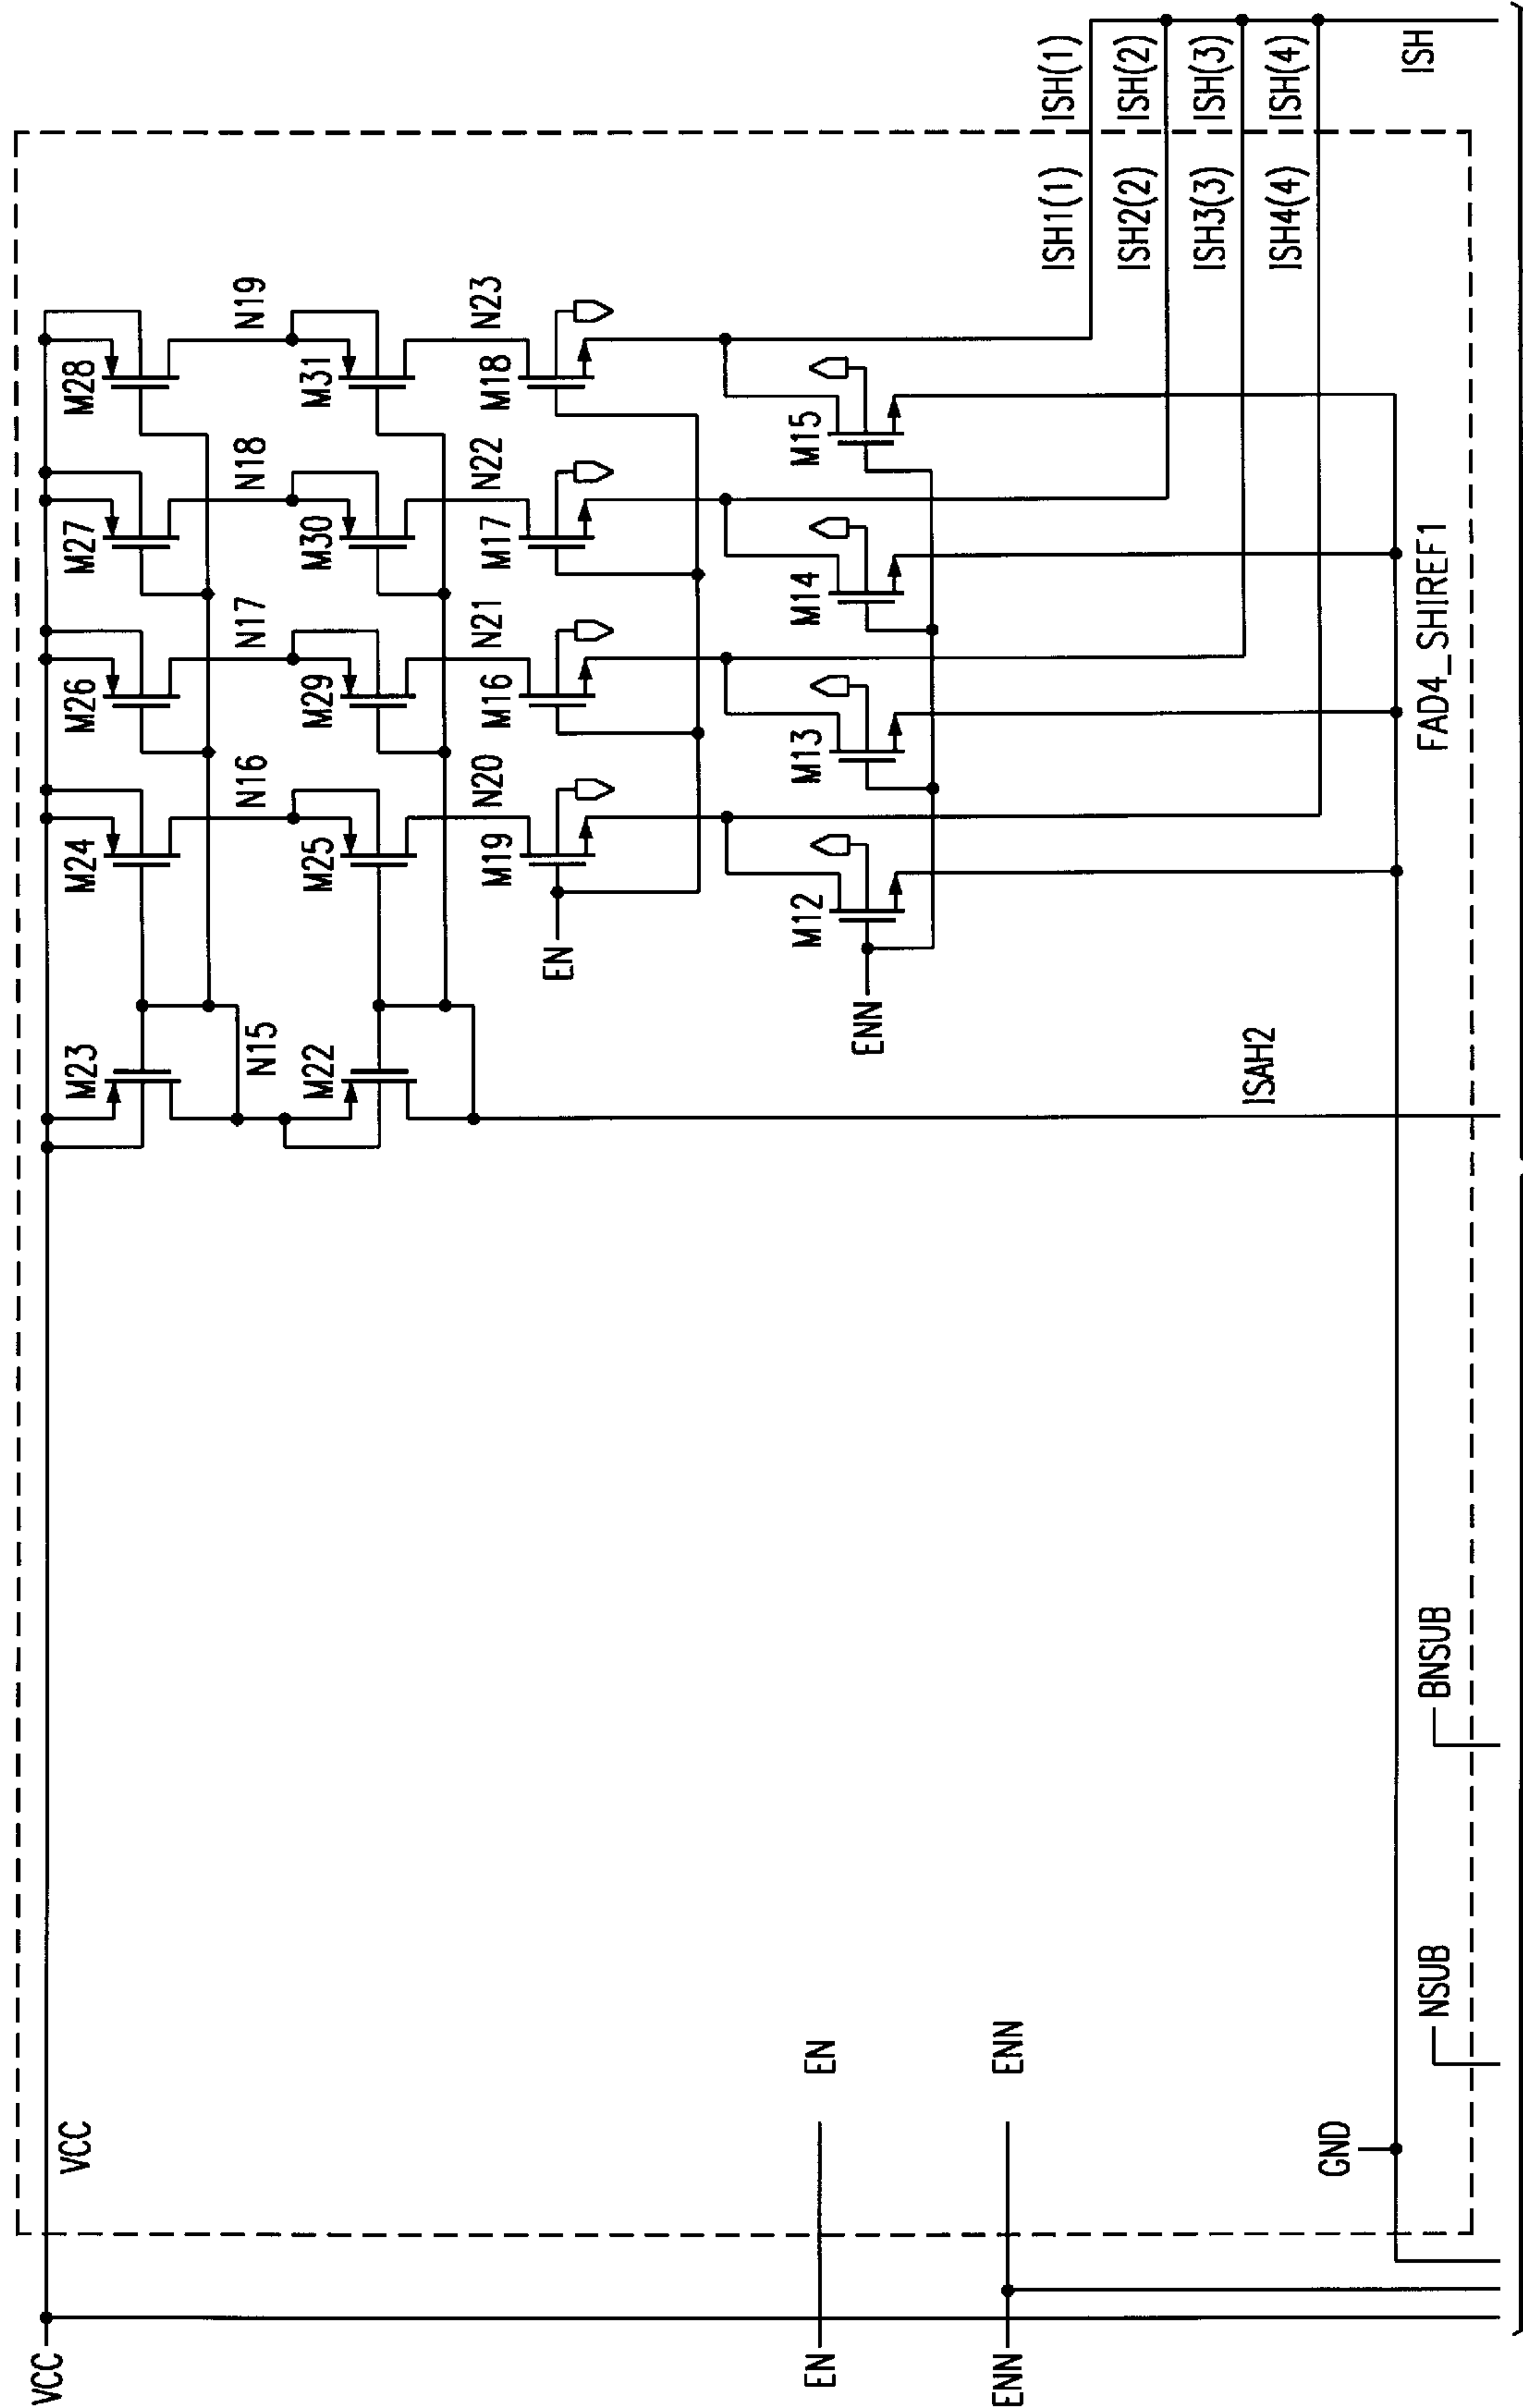 VCC
VCC
M23
M24
M26
M27
M28
N15
N16
N17
N18
N19
M22
M25
M29
M30
M31
N20
N21
N22
N23
M19
M16
M17
M18
EN
M12
M13
M14
M15
ENN
EN
EN
ENN
ENN
ISAH2
ISH1(1)
ISH(1)
ISH2(2)
ISH(2)
ISH3(3)
ISH(3)
ISH4(4)
ISH(4)
GND
NSUB
BNSUB
FAD4_SHIREF1
ISH